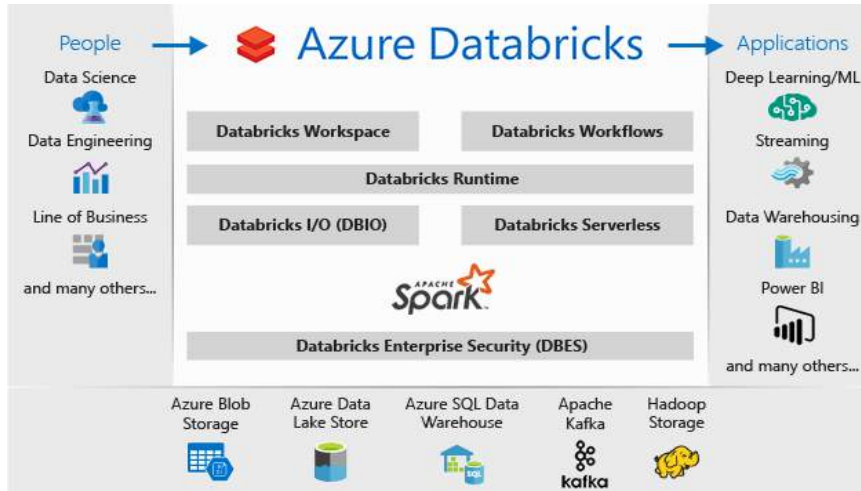 People
Azure Databricks
Applications
Data Science
Data Engineering
Line of Business
and many others...
Databricks Workspace
Databricks Workflows
Databricks Runtime
Databricks I/O (DBIO)
Databricks Serverless
APACHE
Spark™
Databricks Enterprise Security (DBES)
Deep Learning/ML
Streaming
Data Warehousing
Power BI
and many others...
Azure Blob
Storage
Azure Data
Lake Store
Azure SQL Data
Warehouse
SQL
Apache
Kafka
kafka
Hadoop
Storage